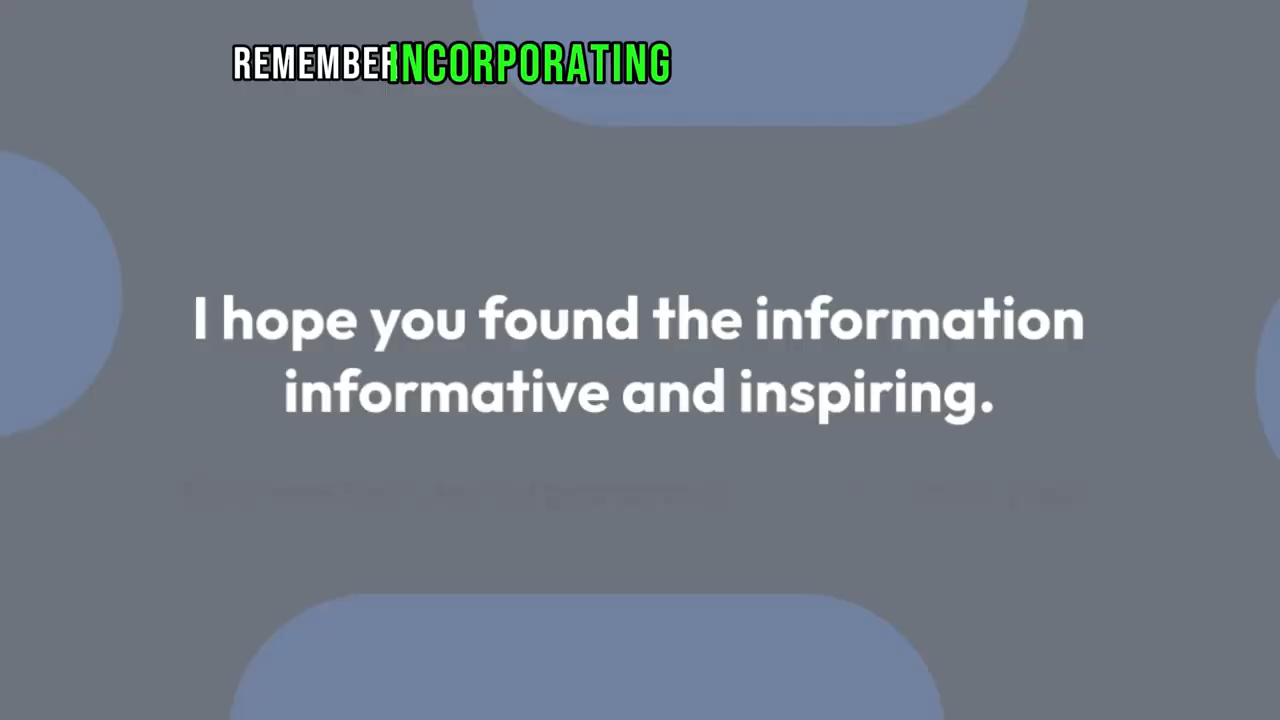 REMEMBER INCORPORATING
I hope you found the information
informative and inspiring.